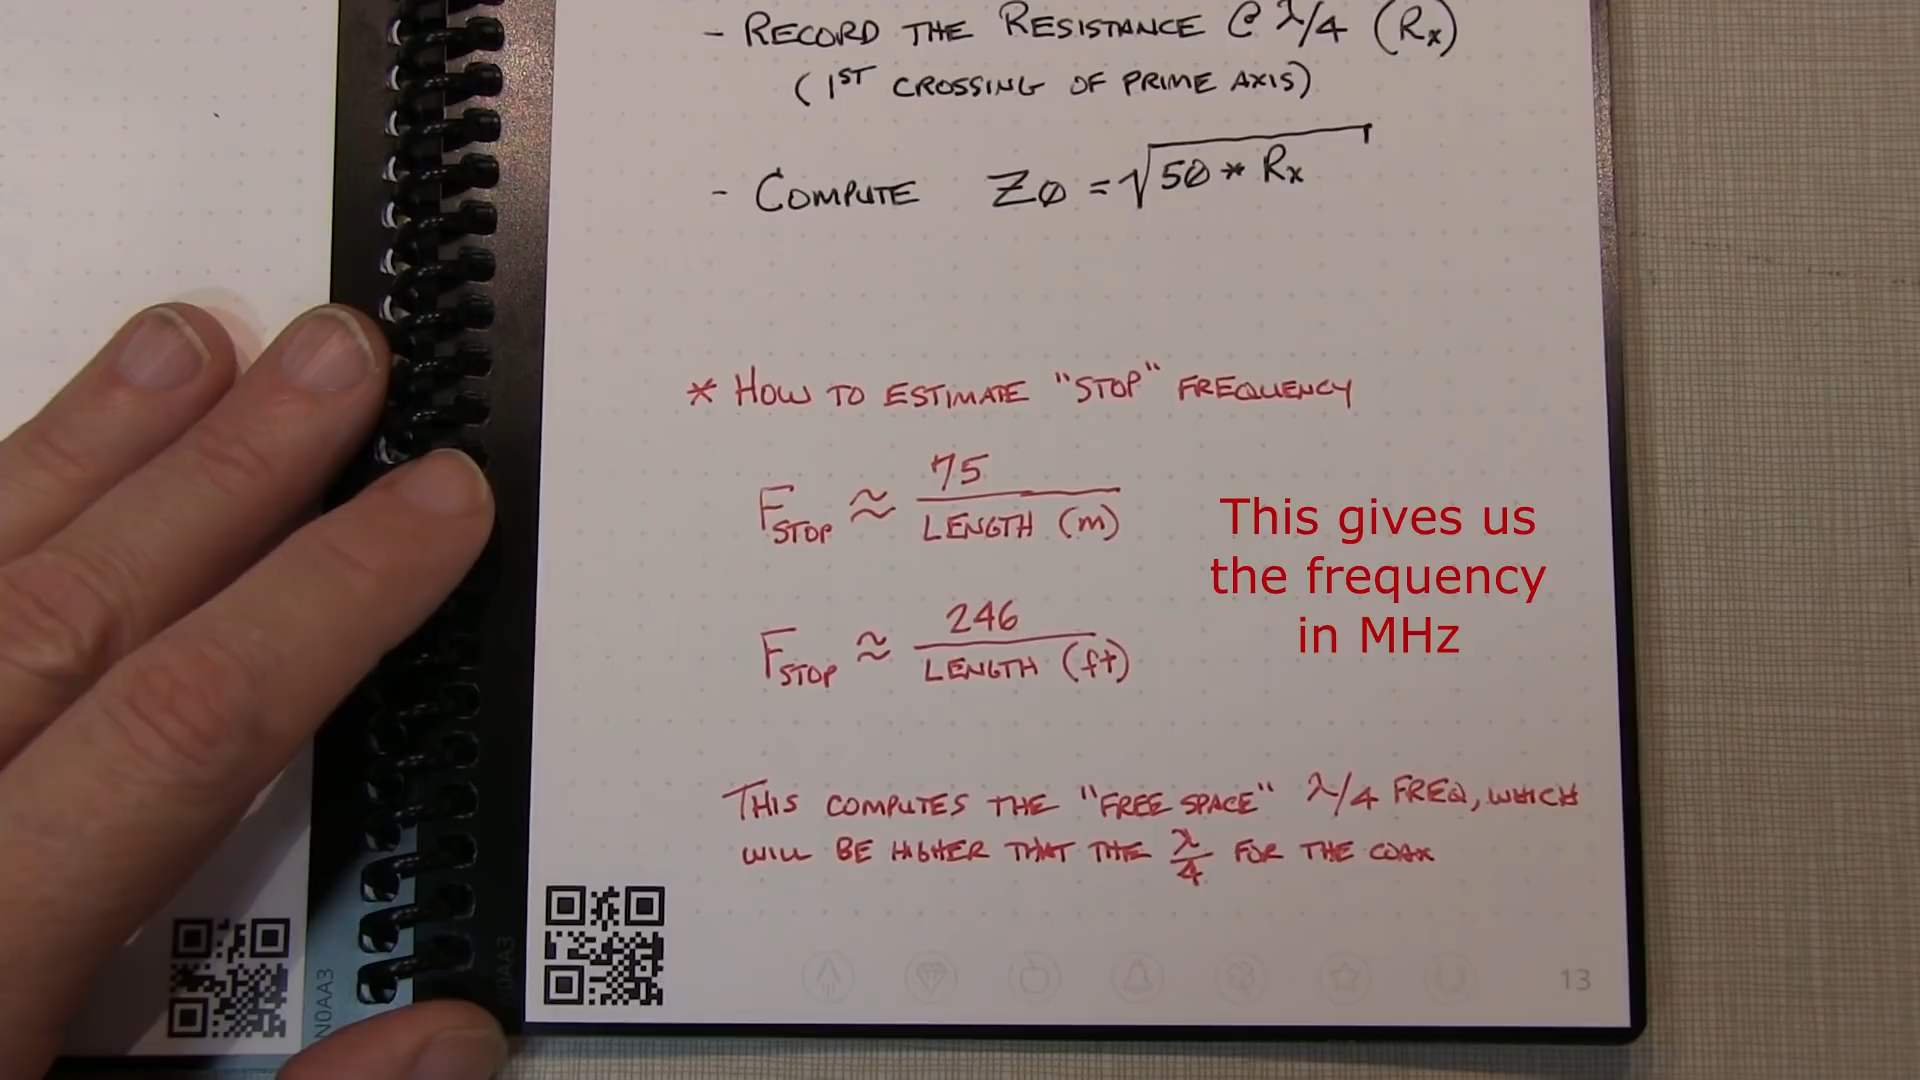 - RECORD THE RESISTANCE @ λ/4 (Rx)
(1ST CROSSING OF PRIME AXIS)
- COMPUTE ZØ = √50 * Rx
* HOW TO ESTIMATE "STOP" FREQUENCY
FSTOP ≈ 75 / LENGTH (m)
FSTOP ≈ 246 / LENGTH (ft)
This gives us
the frequency
in MHz
THIS COMPUTES THE "FREE SPACE" λ/4 FREQ, WHICH
WILL BE HIGHER THAT THE λ/4 FOR THE COAX
13
N0AA3